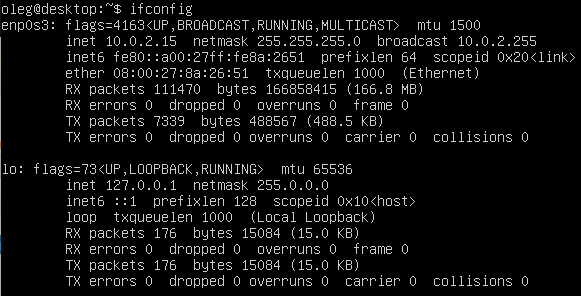 oleg@desktop:~$ ifconfig
enp0s3: flags=4163<UP,BROADCAST,RUNNING,MULTICAST>  mtu 1500
        inet 10.0.2.15  netmask 255.255.255.0  broadcast 10.0.2.255
        inet6 fe80::a00:27ff:fe8a:2651  prefixlen 64  scopeid 0x20<link>
        ether 08:00:27:8a:26:51  txqueuelen 1000  (Ethernet)
        RX packets 111470  bytes 166858415 (166.8 MB)
        RX errors 0  dropped 0  overruns 0  frame 0
        TX packets 7339  bytes 488567 (488.5 KB)
        TX errors 0  dropped 0 overruns 0  carrier 0  collisions 0

lo: flags=73<UP,LOOPBACK,RUNNING>  mtu 65536
        inet 127.0.0.1  netmask 255.0.0.0
        inet6 ::1  prefixlen 128  scopeid 0x10<host>
        loop  txqueuelen 1000  (Local Loopback)
        RX packets 176  bytes 15084 (15.0 KB)
        RX errors 0  dropped 0  overruns 0  frame 0
        TX packets 176  bytes 15084 (15.0 KB)
        TX errors 0  dropped 0 overruns 0  carrier 0  collisions 0